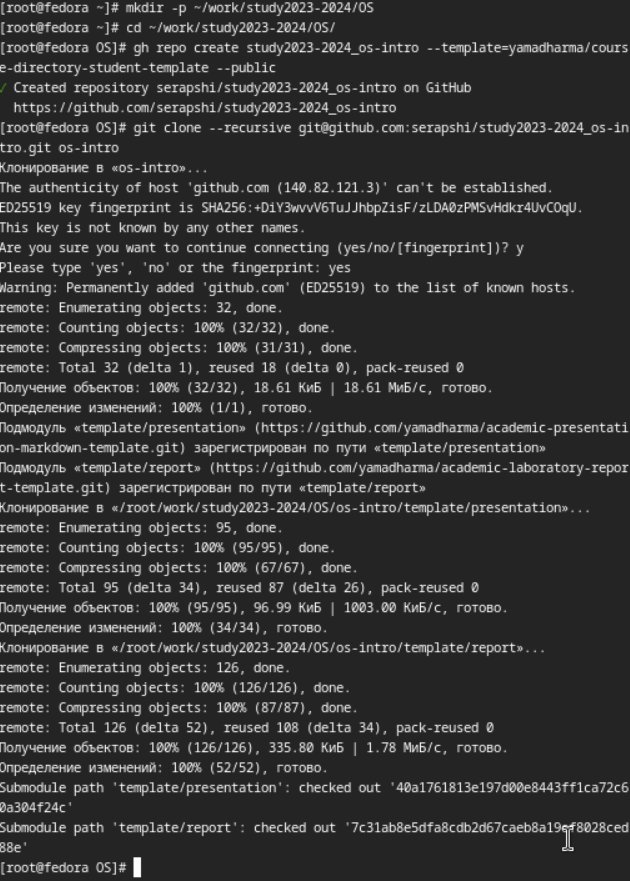 [root@fedora ~]# mkdir -p ~/work/study2023-2024/OS
[root@fedora ~]# cd ~/work/study2023-2024/OS/
[root@fedora OS]# gh repo create study2023-2024_os-intro --template=yamadharma/cours
e-directory-student-template --public
✓ Created repository serapshi/study2023-2024_os-intro on GitHub
  https://github.com/serapshi/study2023-2024_os-intro
[root@fedora OS]# git clone --recursive git@github.com:serapshi/study2023-2024_os-in
tro.git os-intro
Клонирование в «os-intro»...
The authenticity of host 'github.com (140.82.121.3)' can't be established.
ED25519 key fingerprint is SHA256:+DiY3wvvV6TuJJhbpZisF/zLDA0zPMSvHdkr4UvCOqU.
This key is not known by any other names.
Are you sure you want to continue connecting (yes/no/[fingerprint])? y
Please type 'yes', 'no' or the fingerprint: yes
Warning: Permanently added 'github.com' (ED25519) to the list of known hosts.
remote: Enumerating objects: 32, done.
remote: Counting objects: 100% (32/32), done.
remote: Compressing objects: 100% (31/31), done.
remote: Total 32 (delta 1), reused 18 (delta 0), pack-reused 0
Получение объектов: 100% (32/32), 18.61 КиБ | 18.61 МиБ/с, готово.
Определение изменений: 100% (1/1), готово.
Подмодуль «template/presentation» (https://github.com/yamadharma/academic-presentati
on-markdown-template.git) зарегистрирован по пути «template/presentation»
Подмодуль «template/report» (https://github.com/yamadharma/academic-laboratory-repor
t-template.git) зарегистрирован по пути «template/report»
Клонирование в «/root/work/study2023-2024/OS/os-intro/template/presentation»...
remote: Enumerating objects: 95, done.
remote: Counting objects: 100% (95/95), done.
remote: Compressing objects: 100% (67/67), done.
remote: Total 95 (delta 34), reused 87 (delta 26), pack-reused 0
Получение объектов: 100% (95/95), 96.99 КиБ | 1003.00 КиБ/с, готово.
Определение изменений: 100% (34/34), готово.
Клонирование в «/root/work/study2023-2024/OS/os-intro/template/report»...
remote: Enumerating objects: 126, done.
remote: Counting objects: 100% (126/126), done.
remote: Compressing objects: 100% (87/87), done.
remote: Total 126 (delta 52), reused 108 (delta 34), pack-reused 0
Получение объектов: 100% (126/126), 335.80 КиБ | 1.78 МиБ/с, готово.
Определение изменений: 100% (52/52), готово.
Submodule path 'template/presentation': checked out '40a1761813e197d00e8443ff1ca72c6
0a304f24c'
Submodule path 'template/report': checked out '7c31ab8e5dfa8cdb2d67caeb8a19ef8028ced
88e'
[root@fedora OS]#